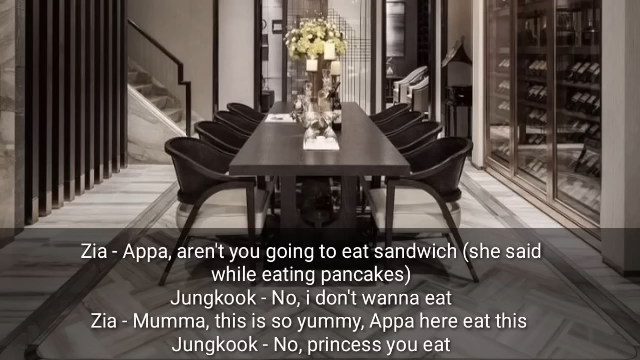 Zia - Appa, aren't you going to eat sandwich (she said
while eating pancakes)
Jungkook - No, i don't wanna eat
Zia - Mumma, this is so yummy, Appa here eat this
Jungkook - No, princess you eat